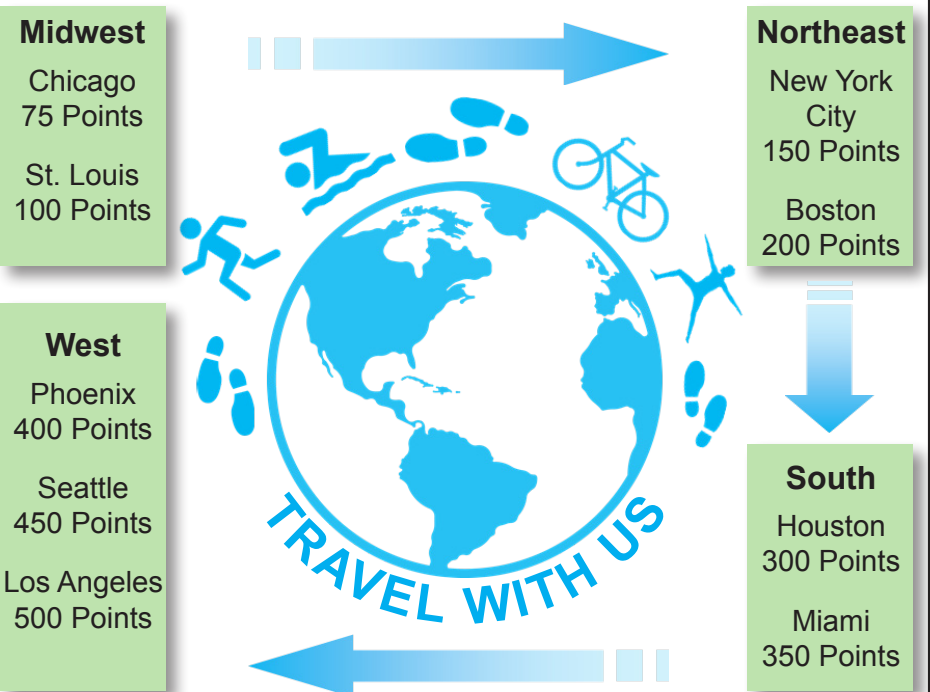 Midwest
Chicago
75 Points
St. Louis
100 Points
Northeast
New York
City
150 Points
Boston
200 Points
South
Houston
300 Points
Miami
350 Points
West
Phoenix
400 Points
Seattle
450 Points
Los Angeles
500 Points
TRAVEL WITH US